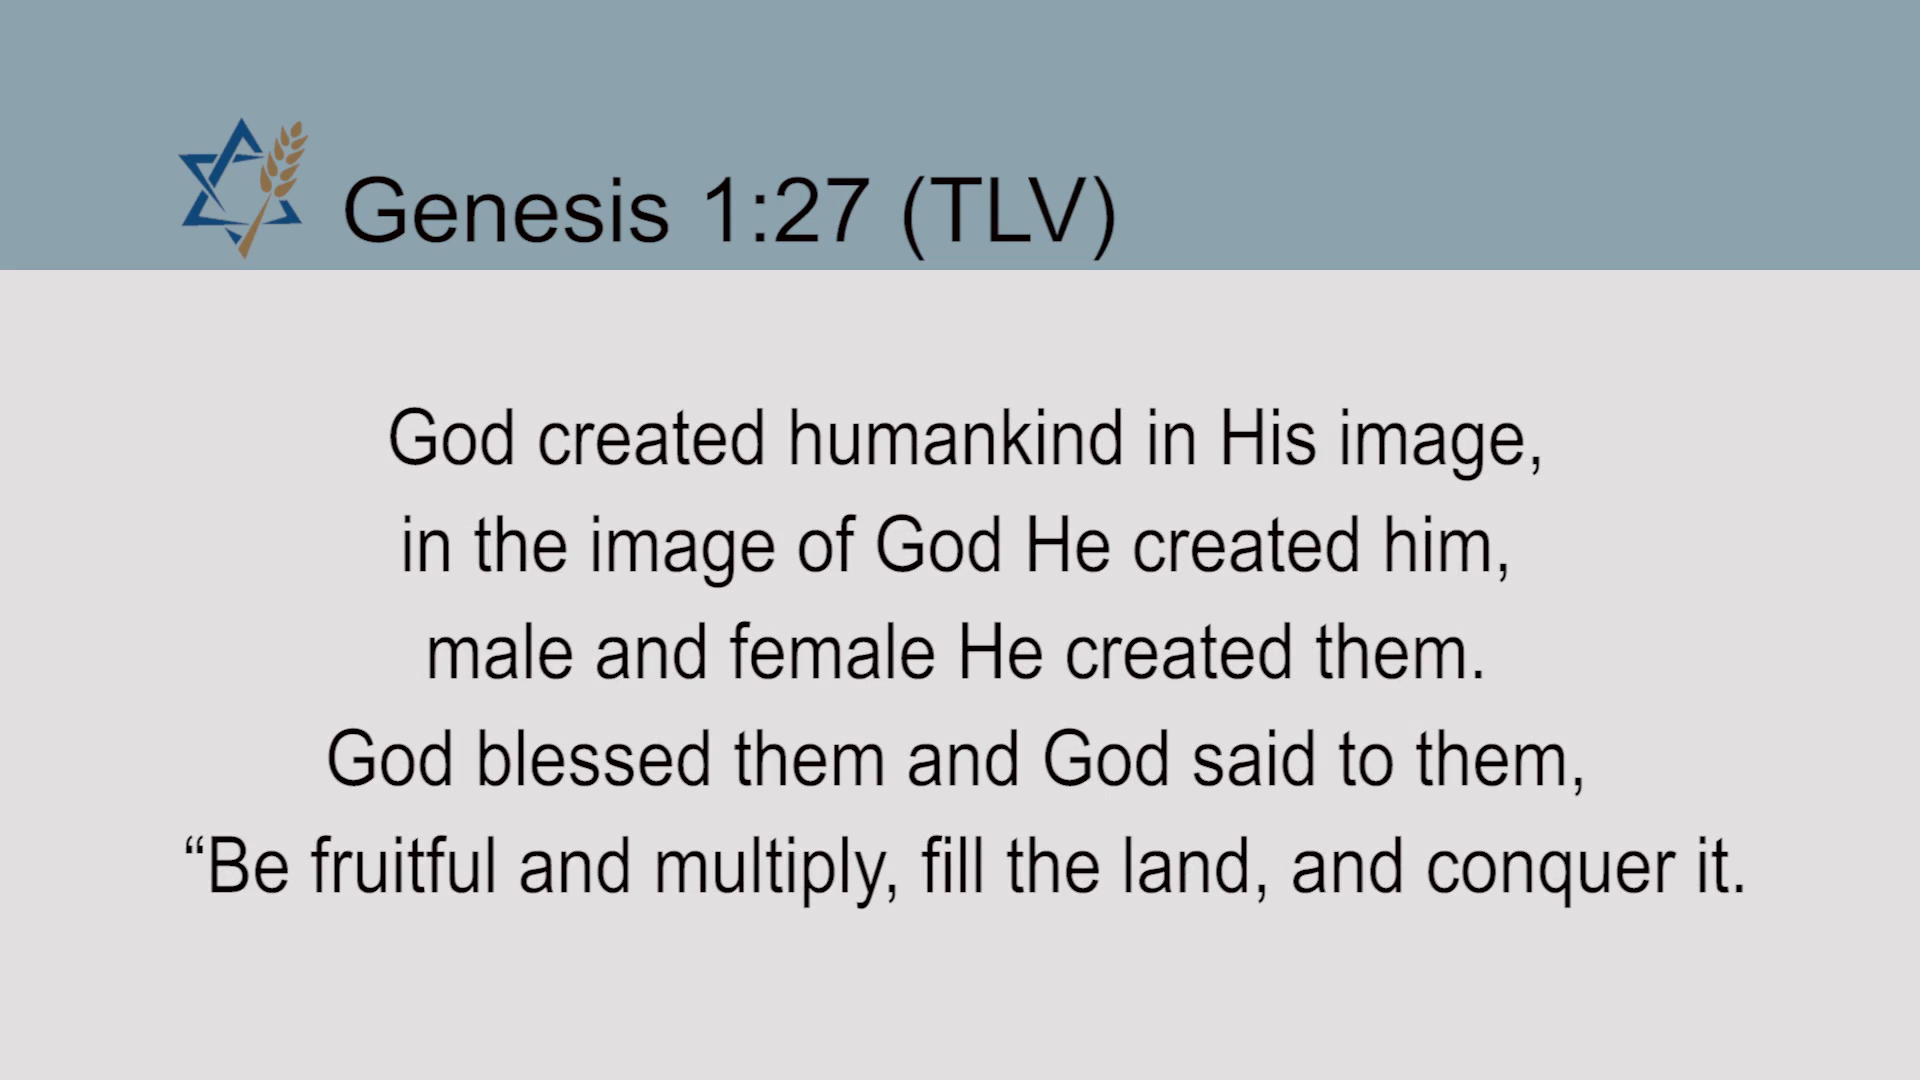 Genesis 1:27 (TLV)
God created humankind in His image,
in the image of God He created him,
male and female He created them.
God blessed them and God said to them,
“Be fruitful and multiply, fill the land, and conquer it.